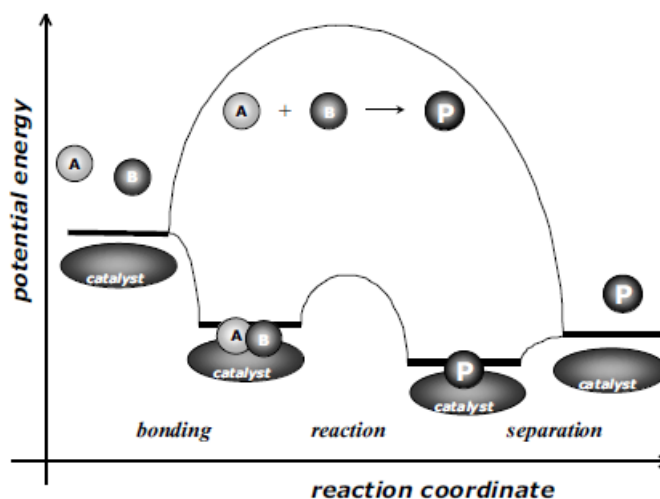 potential energy
A + B → P
A
B
catalyst
P
A B
catalyst
P
catalyst
catalyst
bonding reaction separation
reaction coordinate